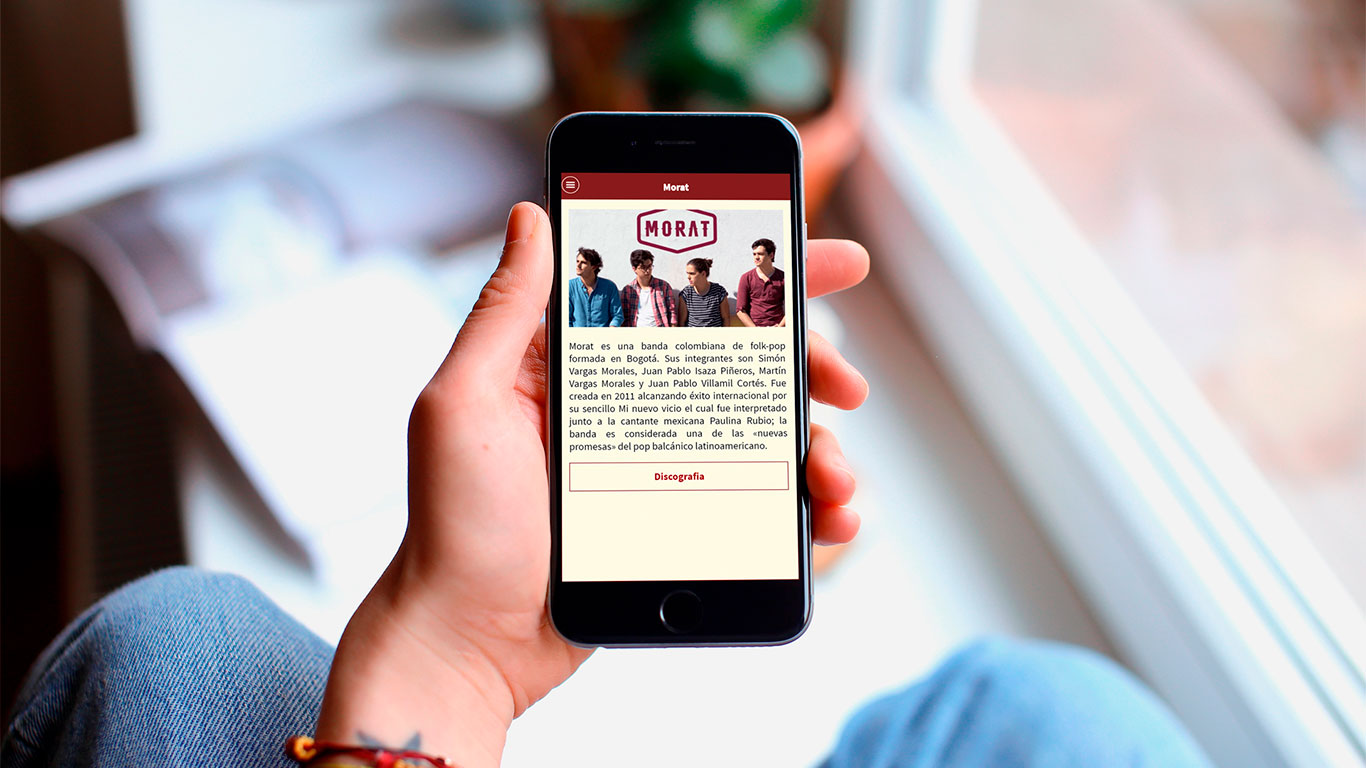 Morat
MORAT
Morat es una banda colombiana de folk-pop
formada en Bogotá. Sus integrantes son Simón
Vargas Morales, Juan Pablo Isaza Piñeros, Martín
Vargas Morales y Juan Pablo Villamil Cortés. Fue
creada en 2011 alcanzando éxito internacional por
su sencillo Mi nuevo vicio el cual fue interpretado
junto a la cantante mexicana Paulina Rubio; la
banda es considerada una de las «nuevas
promesas» del pop balcánico latinoamericano.
Discografia